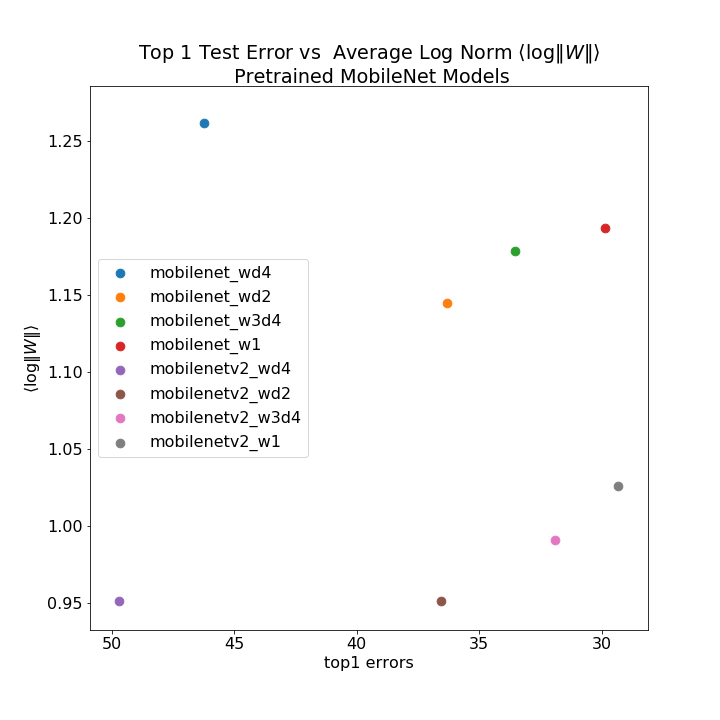 Top 1 Test Error vs  Average Log Norm ⟨log‖W‖⟩
Pretrained MobileNet Models
1.25
1.20
1.15
1.10
1.05
1.00
0.95
⟨log‖W‖⟩
mobilenet_wd4
mobilenet_wd2
mobilenet_w3d4
mobilenet_w1
mobilenetv2_wd4
mobilenetv2_wd2
mobilenetv2_w3d4
mobilenetv2_w1
50 45 40 35 30
top1 errors